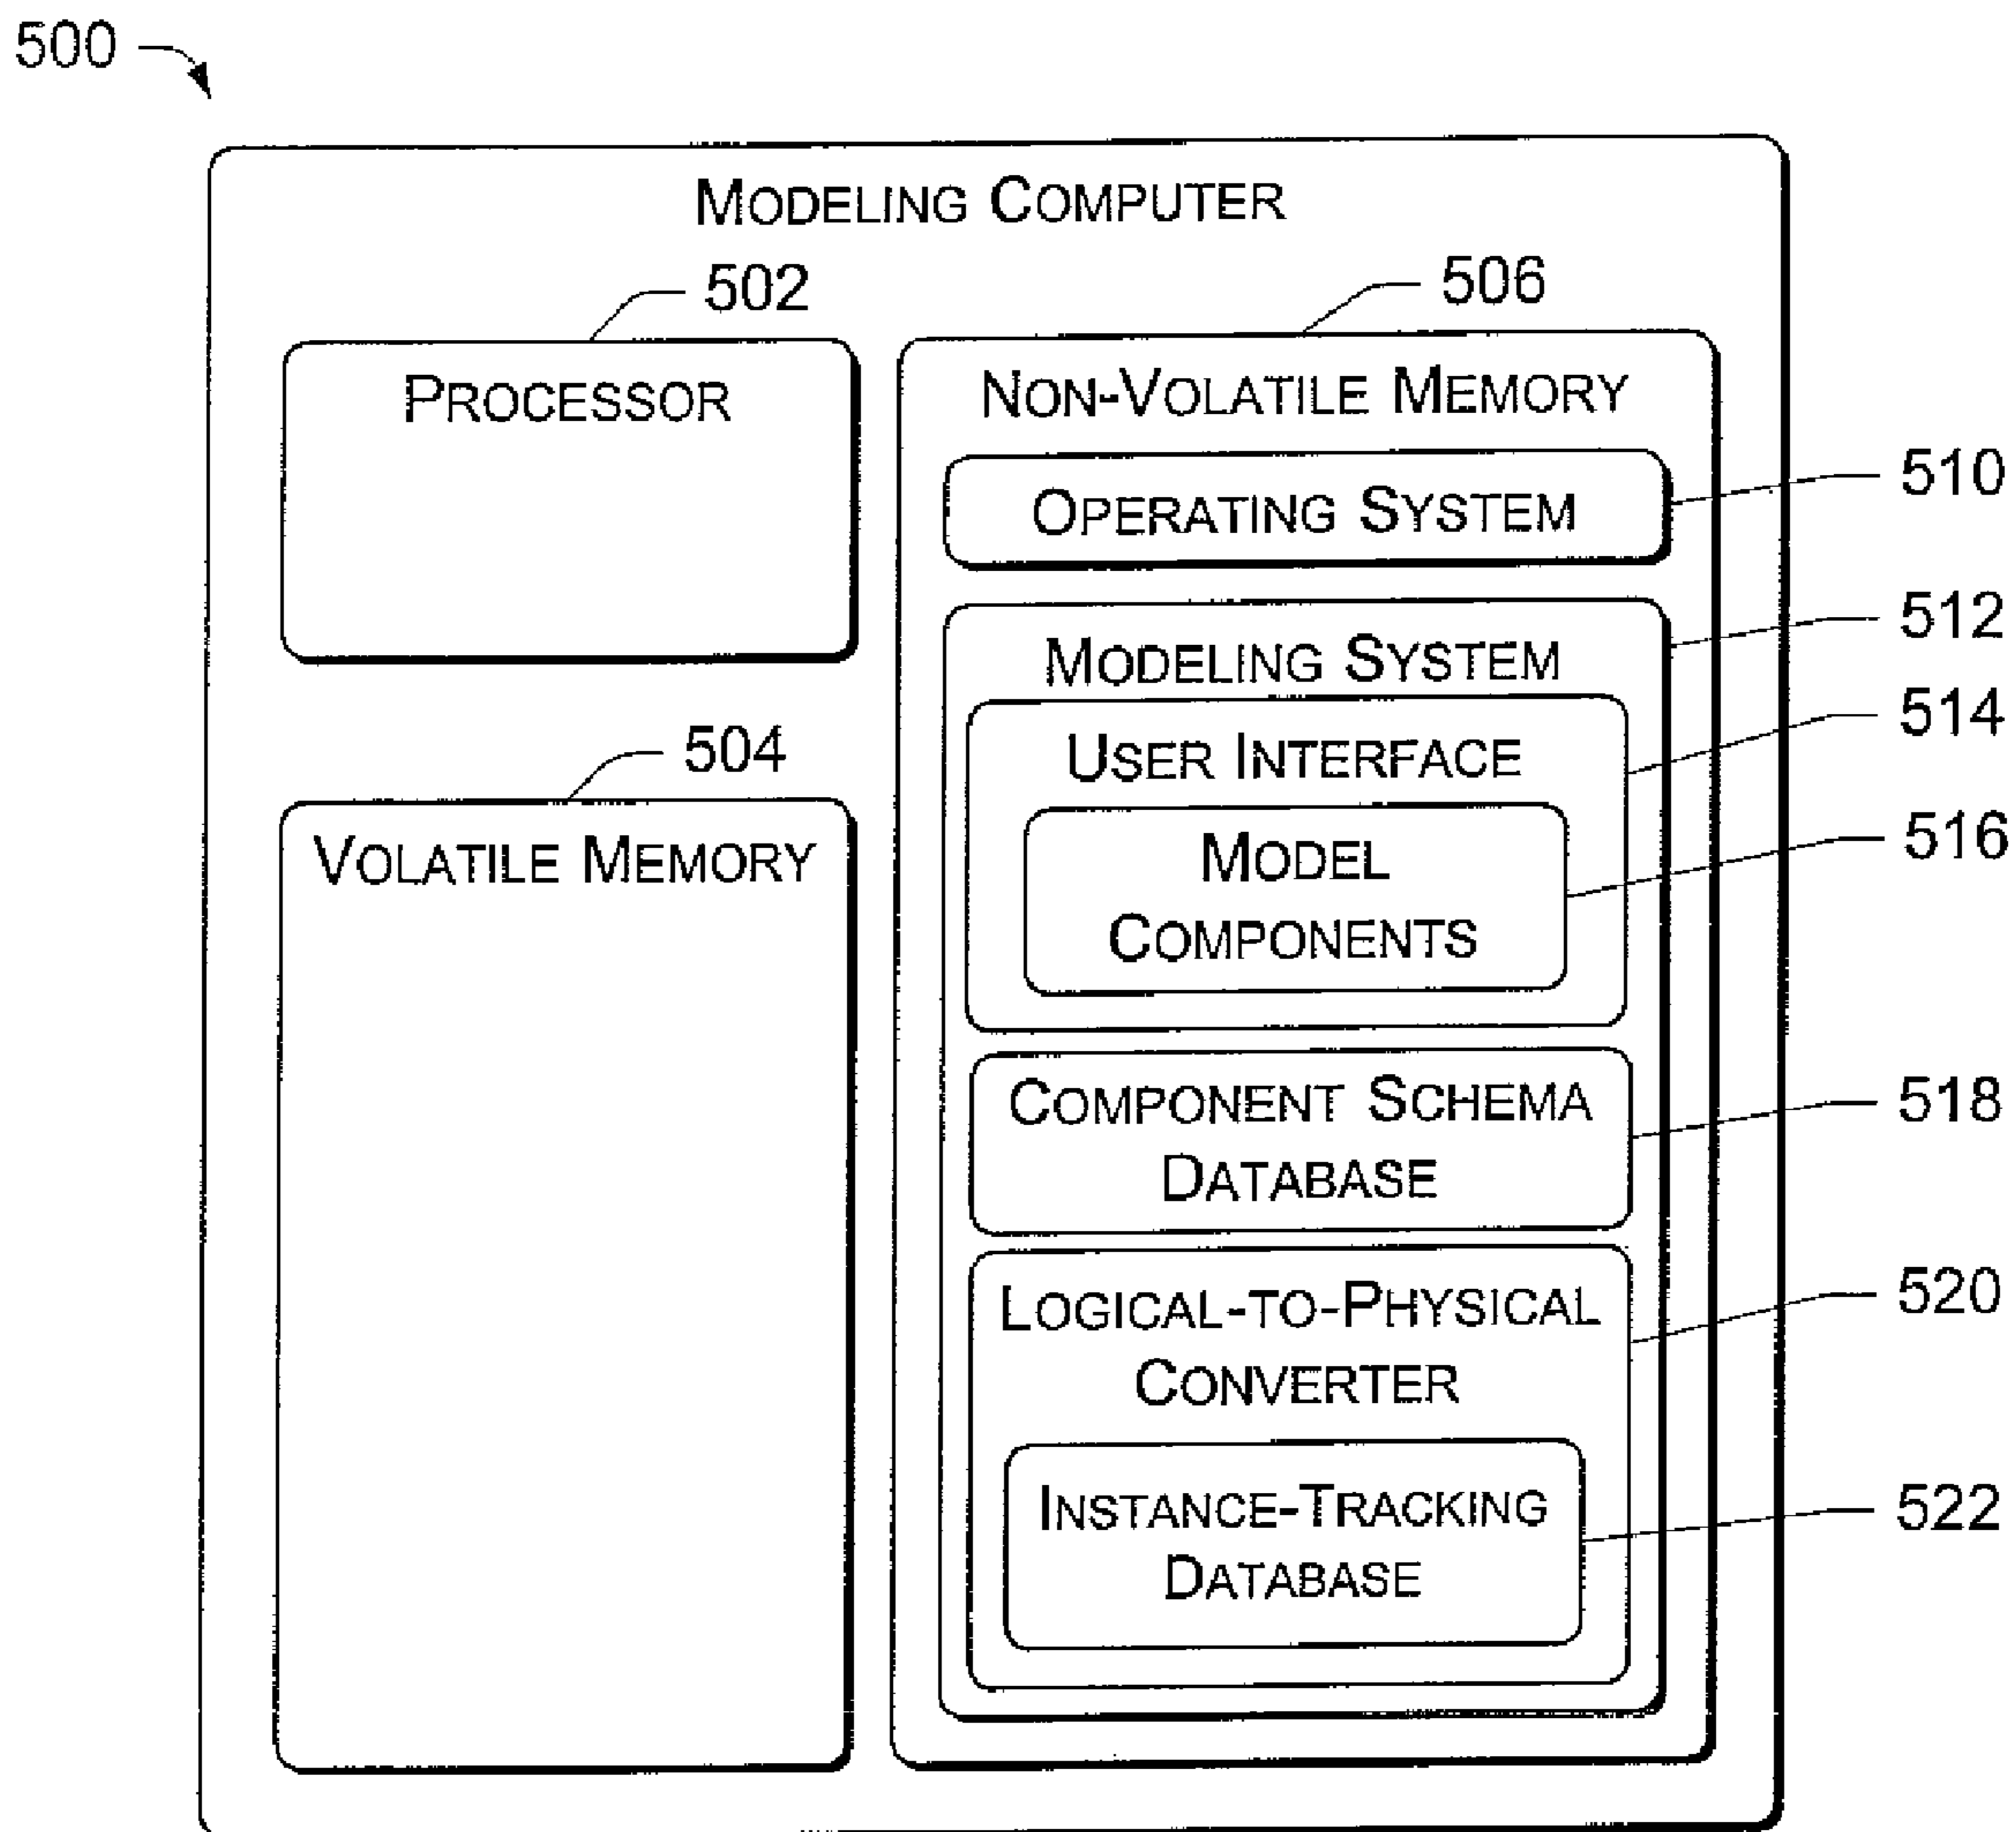 500
MODELING COMPUTER
502
506
PROCESSOR
NON-VOLATILE MEMORY
510
OPERATING SYSTEM
512
MODELING SYSTEM
514
USER INTERFACE
504
516
VOLATILE MEMORY
MODEL
COMPONENTS
518
COMPONENT SCHEMA
DATABASE
520
LOGICAL-TO-PHYSICAL
CONVERTER
522
INSTANCE-TRACKING
DATABASE